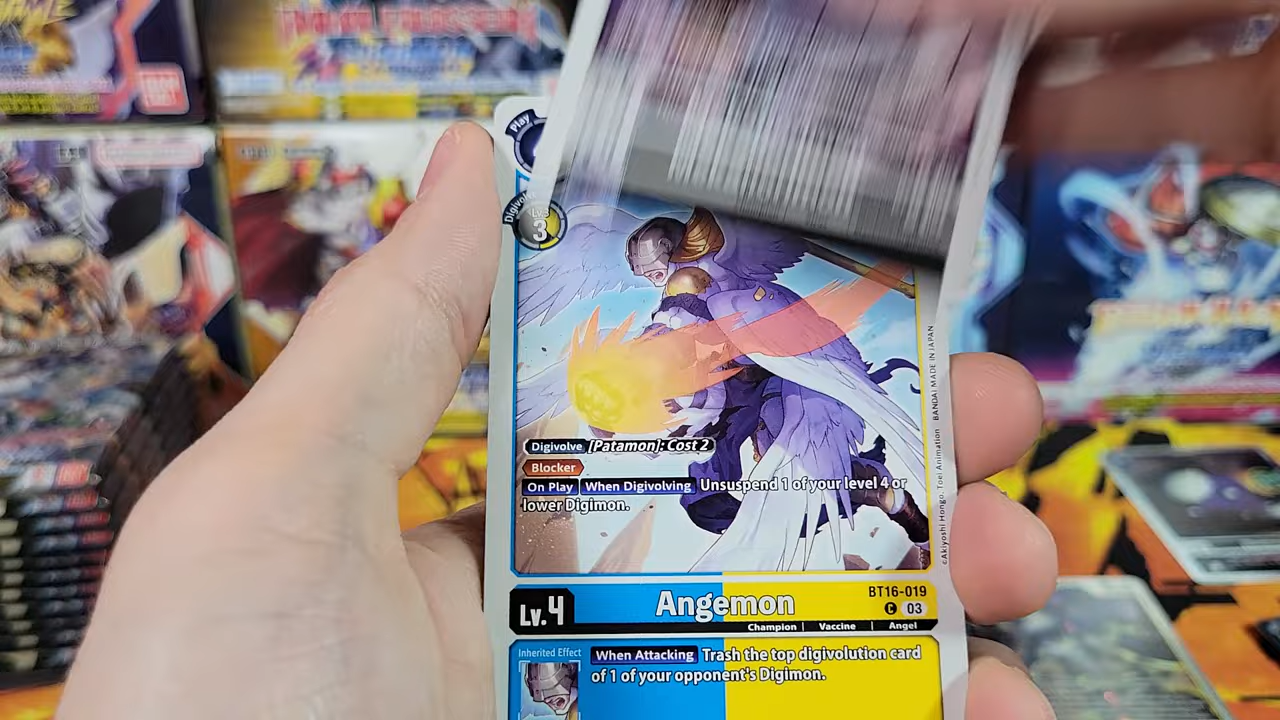 Play
Digivolve
Lv.
3
Digivolve [Patamon]: Cost 2
Blocker
On Play When Digivolving Unsuspend 1 of your level 4 or
lower Digimon.
©Akiyoshi Hongo, Toei Animation BANDAI MADE IN JAPAN
BT16-019
Lv.4 Angemon C 03
Champion | Vaccine | Angel
Inherited Effect
When Attacking Trash the top digivolution card
of 1 of your opponent's Digimon.